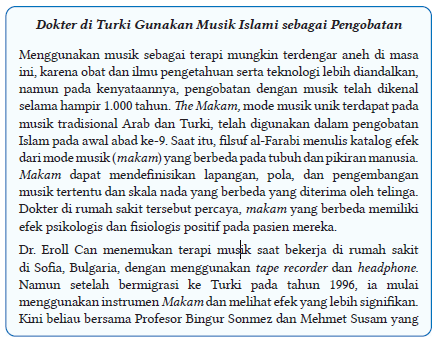 Dokter di Turki Gunakan Musik Islami sebagai Pengobatan
Menggunakan musik sebagai terapi mungkin terdengar aneh di masa
ini, karena obat dan ilmu pengetahuan serta teknologi lebih diandalkan,
namun pada kenyataannya, pengobatan dengan musik telah dikenal
selama hampir 1.000 tahun. The Makam, mode musik unik terdapat pada
musik tradisional Arab dan Turki, telah digunakan dalam pengobatan
Islam pada awal abad ke-9. Saat itu, filsuf al-Farabi menulis katalog efek
dari mode musik (makam) yang berbeda pada tubuh dan pikiran manusia.
Makam dapat mendefinisikan lapangan, pola, dan pengembangan
musik tertentu dan skala nada yang berbeda yang diterima oleh telinga.
Dokter di rumah sakit tersebut percaya, makam yang berbeda memiliki
efek psikologis dan fisiologis positif pada pasien mereka.
Dr. Eroll Can menemukan terapi musik saat bekerja di rumah sakit
di Sofia, Bulgaria, dengan menggunakan tape recorder dan headphone.
Namun setelah bermigrasi ke Turki pada tahun 1996, ia mulai
menggunakan instrumen Makam dan melihat efek yang lebih signifikan.
Kini beliau bersama Profesor Bingur Sonmez dan Mehmet Susam yang